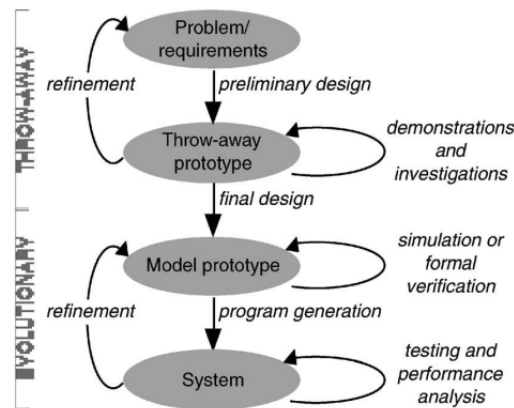 Problem/
requirements
refinement
preliminary design
THROW-AWAY
Throw-away
prototype
demonstrations
and
investigations
final design
Model prototype
simulation or
formal
verification
EVOLUTIONARY
refinement
program generation
System
testing and
performance
analysis